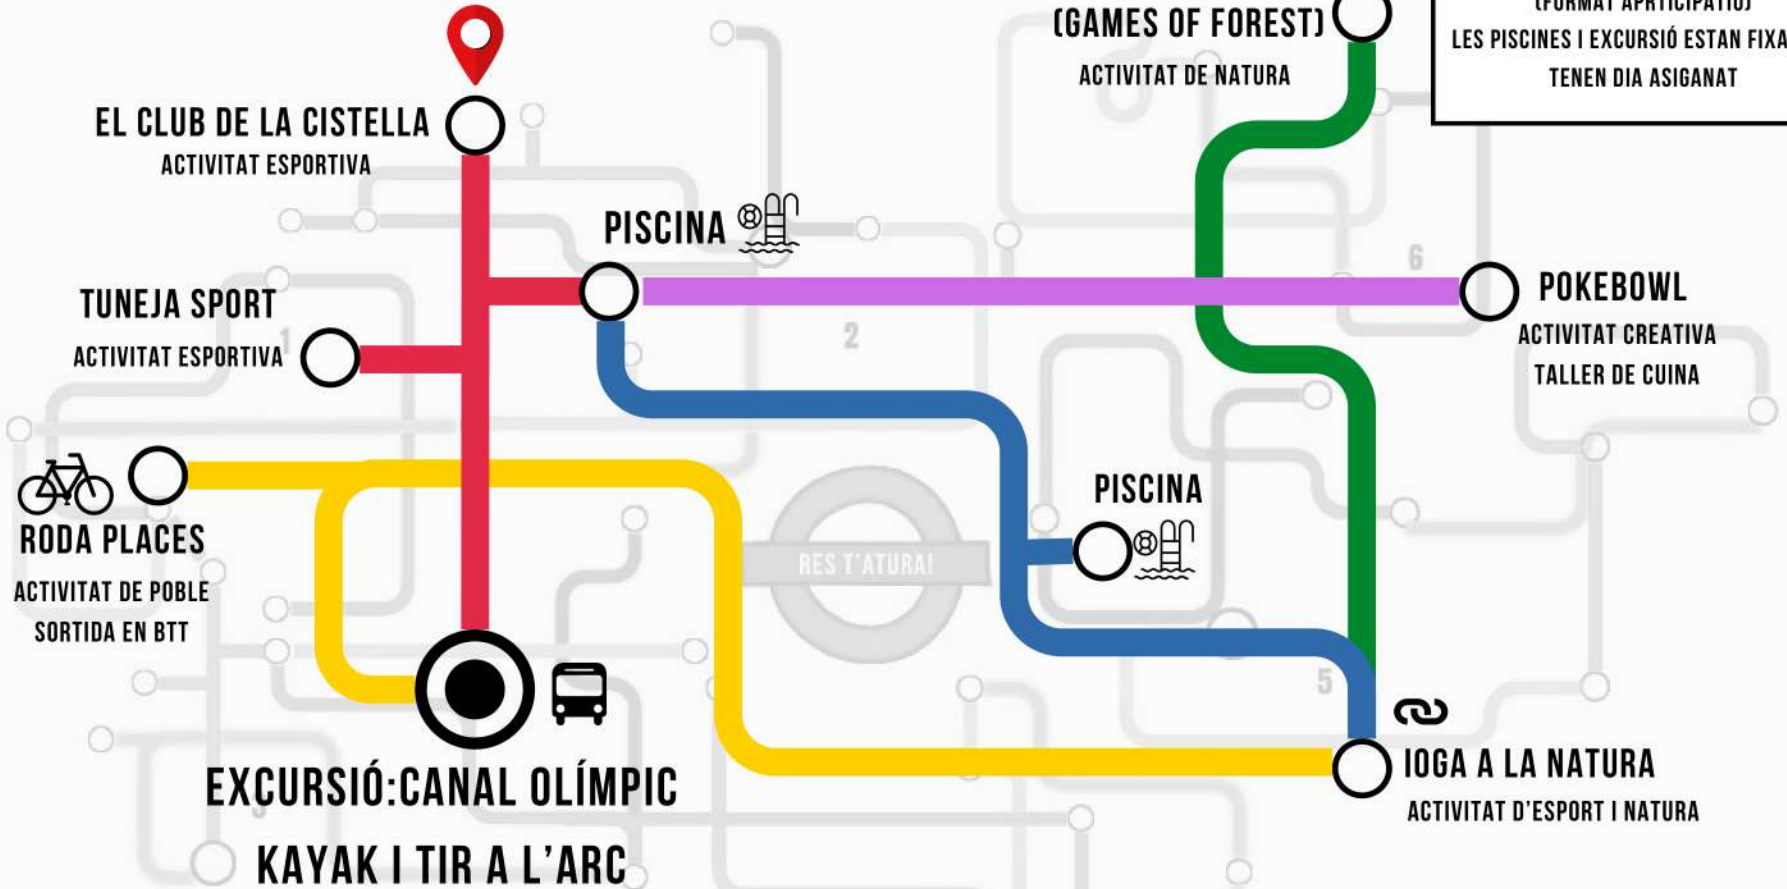 (GAMES OF FOREST)
ACTIVITAT DE NATURA
(FORMAT APRTICIPATIU)
LES PISCINES I EXCURSIÓ ESTAN FIXA
TENEN DIA ASIGANAT
EL CLUB DE LA CISTELLA
ACTIVITAT ESPORTIVA
PISCINA
6
TUNEJA SPORT
1
ACTIVITAT ESPORTIVA
2
POKEBOWL
ACTIVITAT CREATIVA
TALLER DE CUINA
PISCINA
RODA PLACES
ACTIVITAT DE POBLE
SORTIDA EN BTT
RES T'ATURA!
5
IOGA A LA NATURA
ACTIVITAT D'ESPORT I NATURA
EXCURSIÓ:CANAL OLÍMPIC
KAYAK I TIR A L'ARC